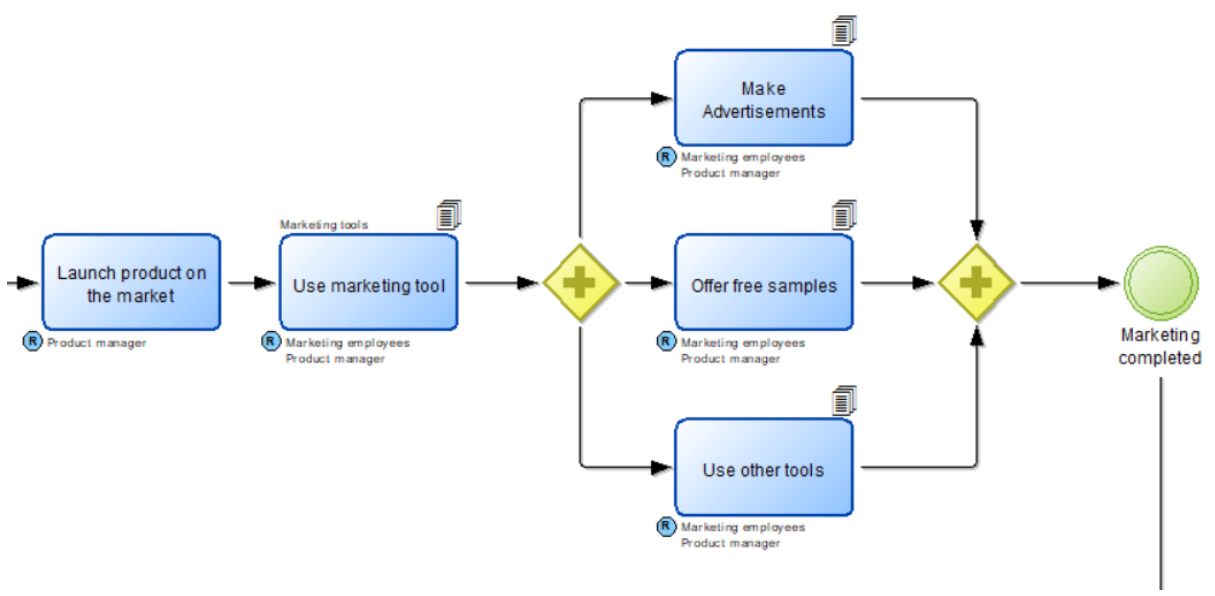 Make
Advertisements
R Marketing employees
Product manager
Marketing tools
Launch product on
the market
R Product manager
Use marketing tool
R Marketing employees
Product manager
Offer free samples
R Marketing employees
Product manager
Marketing
completed
Use other tools
R Marketing employees
Product manager